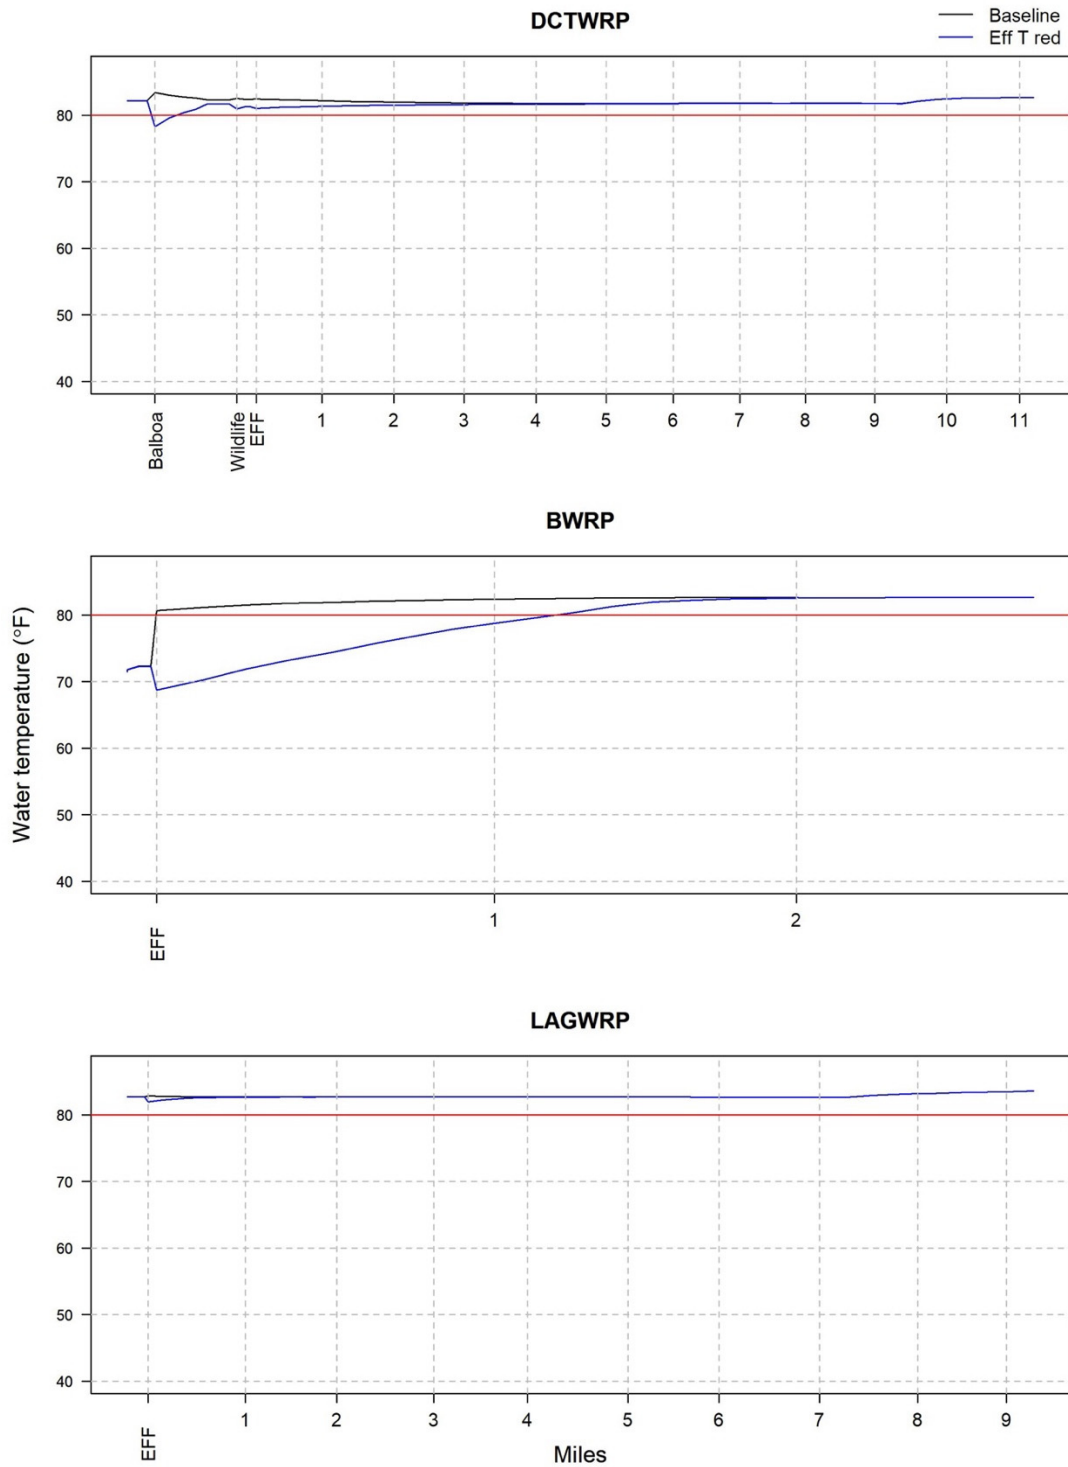 DCTWRP
Baseline
Eff T red
80
70
60
50
40
Balboa
Wildlife
EFF
1 2 3 4 5 6 7 8 9 10 11
BWRP
Water temperature (°F)
80
70
60
50
40
EFF
1 2
LAGWRP
80
70
60
50
40
EFF
1 2 3 4 5 6 7 8 9
Miles